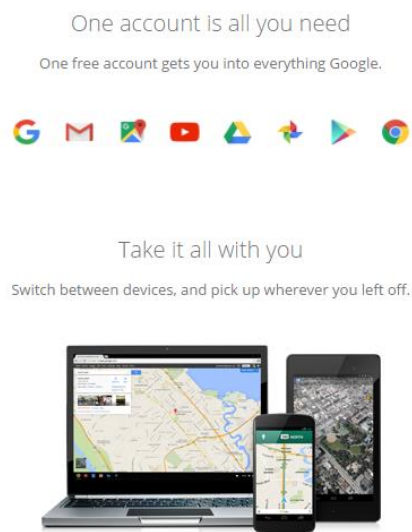 One account is all you need
One free account gets you into everything Google.
Take it all with you
Switch between devices, and pick up wherever you left off.